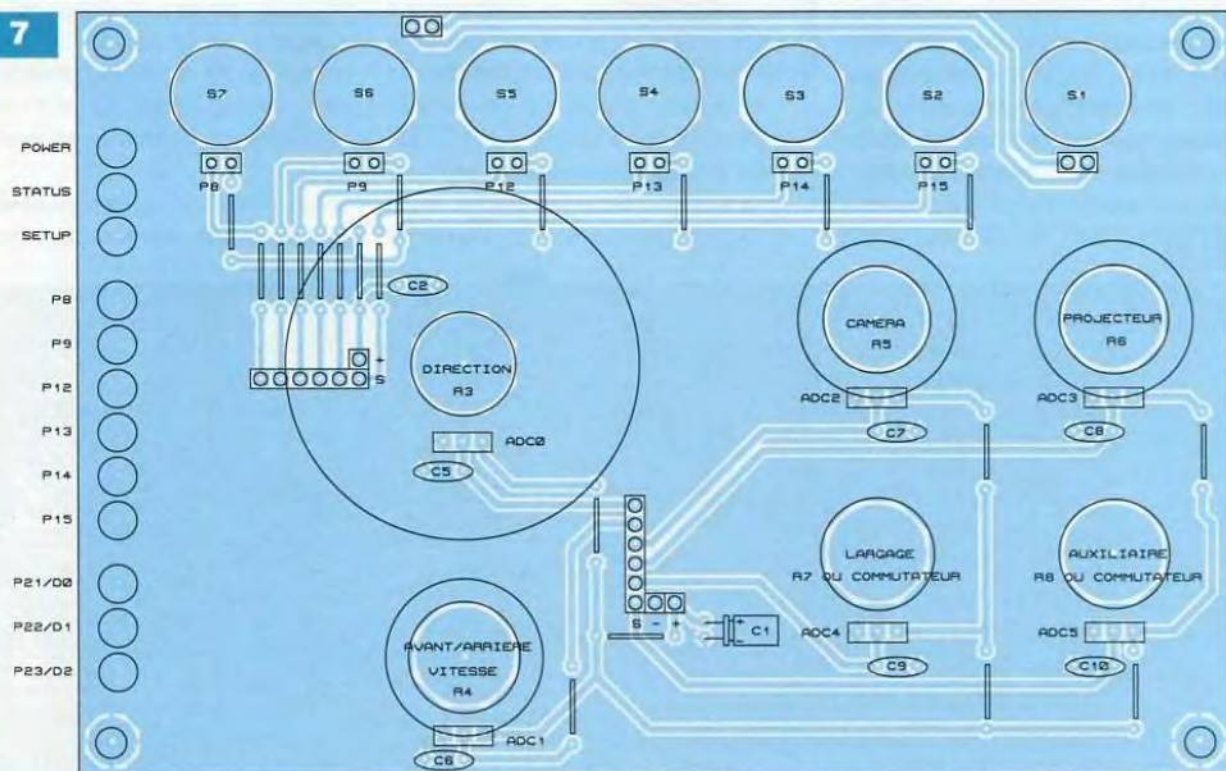 7
S7 S6 S5 S4 S3 S2 S1
POWER
STATUS
SETUP
P8 P9 P12 P13 P14 P15
P8
P9
P12
P13
P14
P15
P21/D0
P22/D1
P23/D2
C2
+
S
DIRECTION
R3
ADC0
C5
CAMERA
R5
ADC2
C7
PROJECTEUR
R6
ADC3
C8
LARGAGE
R7 OU COMMUTATEUR
ADC4
C9
AUXILIAIRE
R8 OU COMMUTATEUR
ADC5
C10
S - +
+
-
C1
AVANT/ARRIERE
VITESSE
R4
ADC1
C6